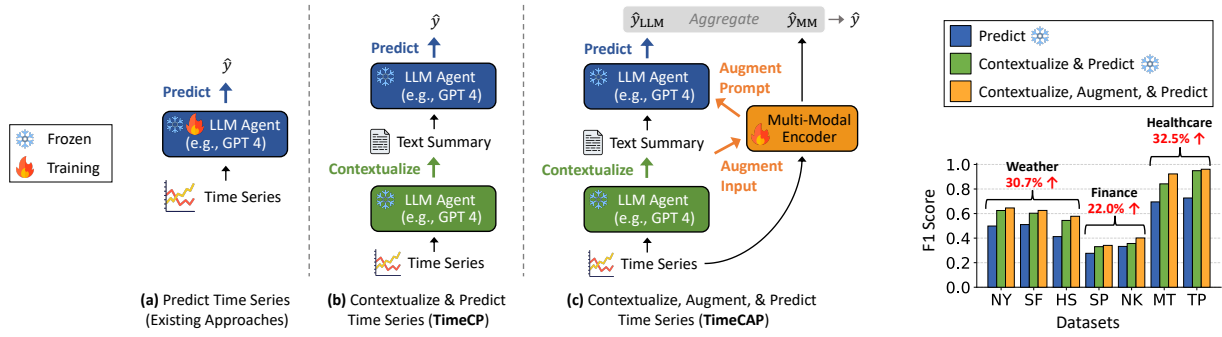 Frozen
Training
ŷ
Predict
LLM Agent
(e.g., GPT 4)
Time Series
(a) Predict Time Series
(Existing Approaches)
ŷ
Predict
LLM Agent
(e.g., GPT 4)
Text Summary
Contextualize
LLM Agent
(e.g., GPT 4)
Time Series
(b) Contextualize & Predict
Time Series (TimeCP)
ŷLLM Aggregate ŷMM → ŷ
Predict
LLM Agent
(e.g., GPT 4)
Augment
Prompt
Multi-Modal
Encoder
Text Summary
Contextualize
Augment
Input
LLM Agent
(e.g., GPT 4)
Time Series
(c) Contextualize, Augment, & Predict
Time Series (TimeCAP)
Predict
Contextualize & Predict
Contextualize, Augment, & Predict
Healthcare
32.5% ↑
Weather
30.7% ↑
Finance
22.0% ↑
F1 Score
1.0
0.8
0.6
0.4
0.2
0.0
NY SF HS SP NK MT TP
Datasets